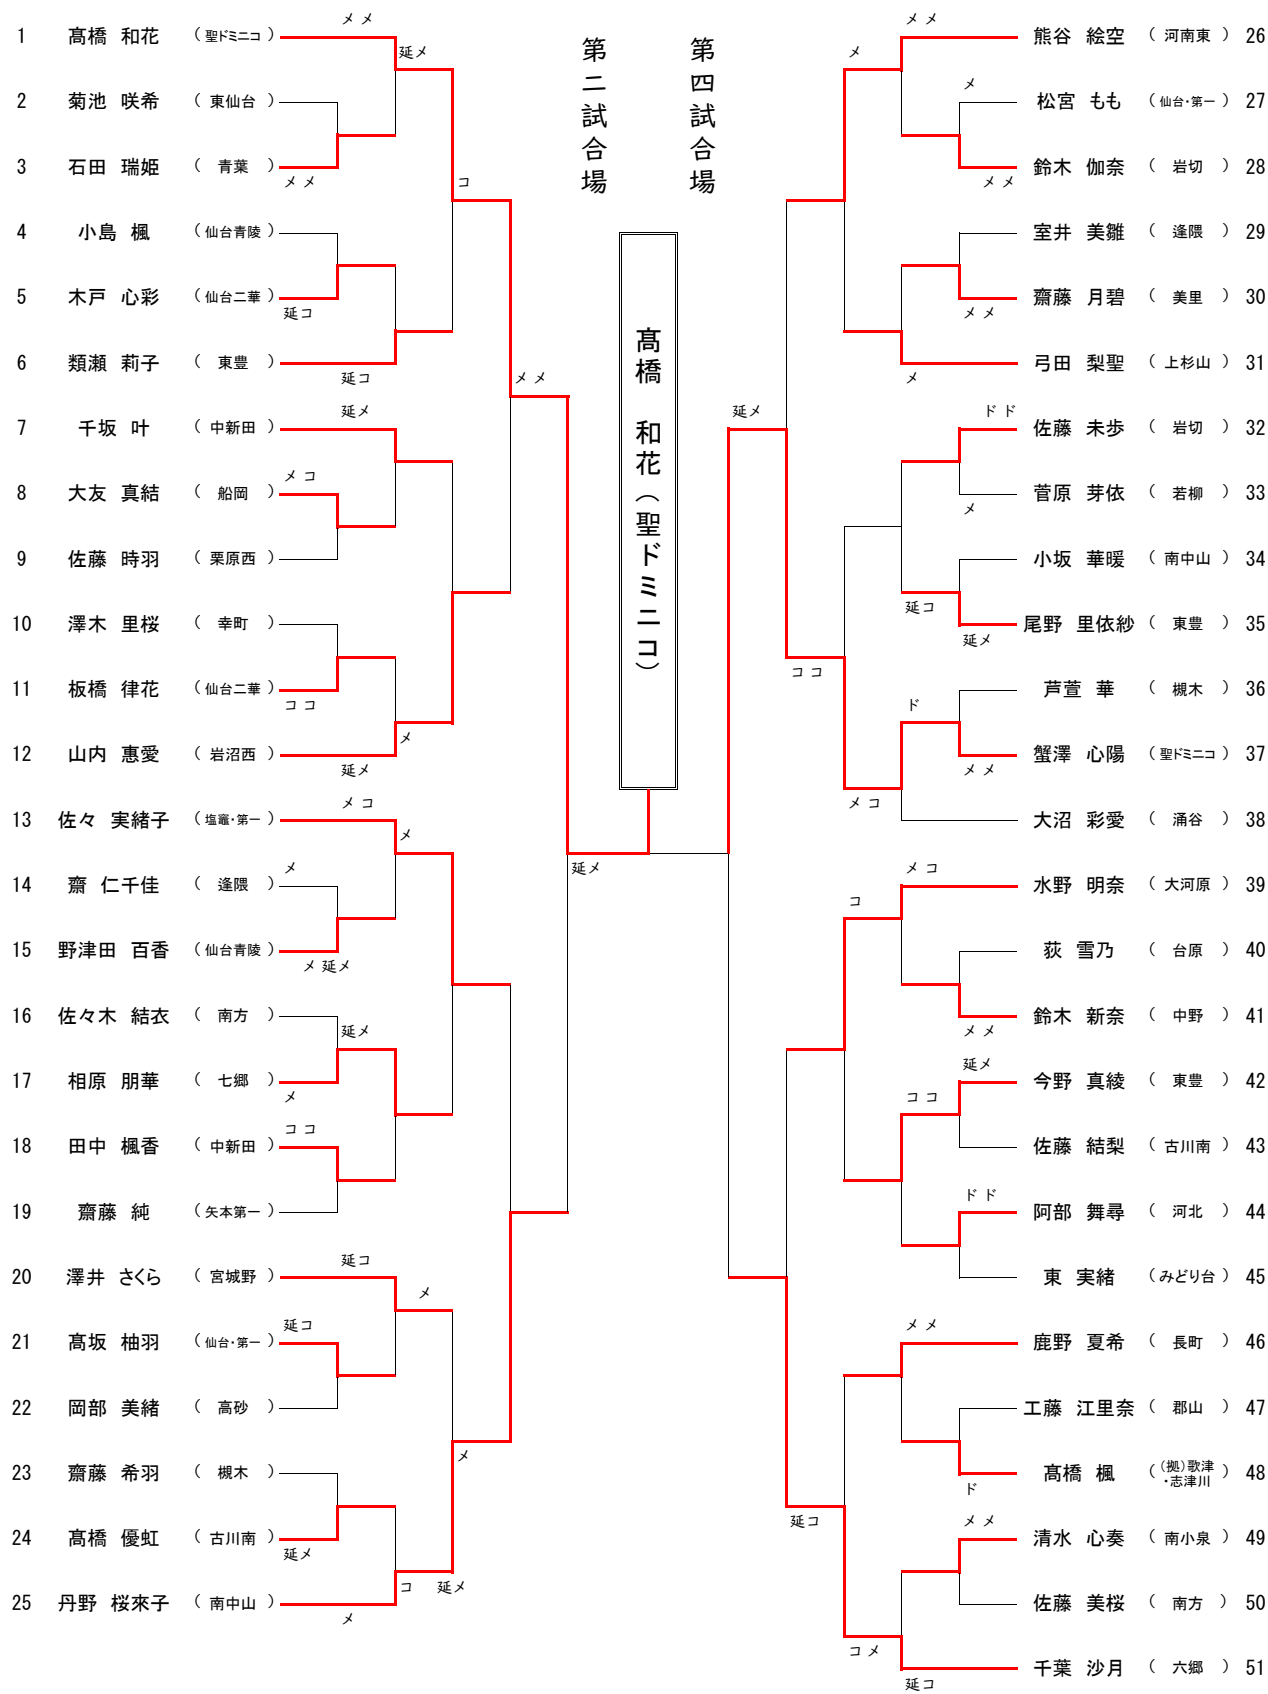 第二試合場
第四試合場
髙橋 和花（聖ドミニコ）
1 髙橋 和花 （聖ドミニコ） メメ
延メ
2 菊池 咲希 （東仙台）
3 石田 瑞姫 （青葉） メメ
コ
4 小島 楓 （仙台青陵）
5 木戸 心彩 （仙台二華） 延コ
6 類瀬 莉子 （東豊） 延コ
メメ
7 千坂 叶 （中新田） 延メ
8 大友 真結 （船岡） メコ
9 佐藤 時羽 （栗原西）
10 澤木 里桜 （幸町）
11 板橋 律花 （仙台二華） ココ
メ
12 山内 惠愛 （岩沼西） 延メ
13 佐々 実緒子 （塩竈・第一） メコ
メ
14 齋 仁千佳 （逢隈） メ
延メ
15 野津田 百香 （仙台青陵） メ 延メ
16 佐々木 結衣 （南方）
延メ
17 相原 朋華 （七郷） メ
18 田中 楓香 （中新田） ココ
19 齋藤 純 （矢本第一）
20 澤井 さくら （宮城野） 延コ
メ
21 髙坂 柚羽 （仙台・第一） 延コ
22 岡部 美緒 （高砂）
メ
23 齋藤 希羽 （槻木）
24 髙橋 優虹 （古川南） 延メ
コ 延メ
25 丹野 桜來子 （南中山） メ
メメ 熊谷 絵空 （河南東） 26
メ
メ 松宮 もも （仙台・第一） 27
メメ 鈴木 伽奈 （岩切） 28
室井 美雛 （逢隈） 29
メメ 齋藤 月碧 （美里） 30
メ 弓田 梨聖 （上杉山） 31
延メ
ドド 佐藤 未歩 （岩切） 32
メ 菅原 芽依 （若柳） 33
小坂 華暖 （南中山） 34
延コ
延メ 尾野 里依紗 （東豊） 35
ココ
芦萱 華 （槻木） 36
ド
メメ 蟹澤 心陽 （聖ドミニコ） 37
メコ
大沼 彩愛 （涌谷） 38
メコ 水野 明奈 （大河原） 39
コ
荻 雪乃 （台原） 40
メメ 鈴木 新奈 （中野） 41
延メ 今野 真綾 （東豊） 42
ココ
佐藤 結梨 （古川南） 43
ドド 阿部 舞尋 （河北） 44
東 実緒 （みどり台） 45
メメ 鹿野 夏希 （長町） 46
工藤 江里奈 （郡山） 47
ド 髙橋 楓 （(拠)歌津・志津川） 48
延コ
メメ 清水 心奏 （南小泉） 49
佐藤 美桜 （南方） 50
コメ
延コ 千葉 沙月 （六郷） 51